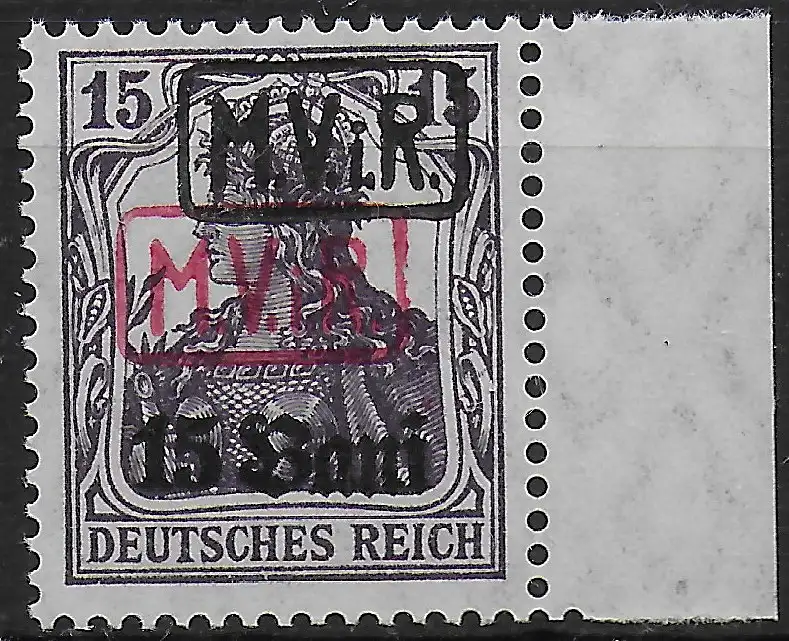 15 15
M.V.i.R.
M.V.i.R.
15 Bani
DEUTSCHES REICH